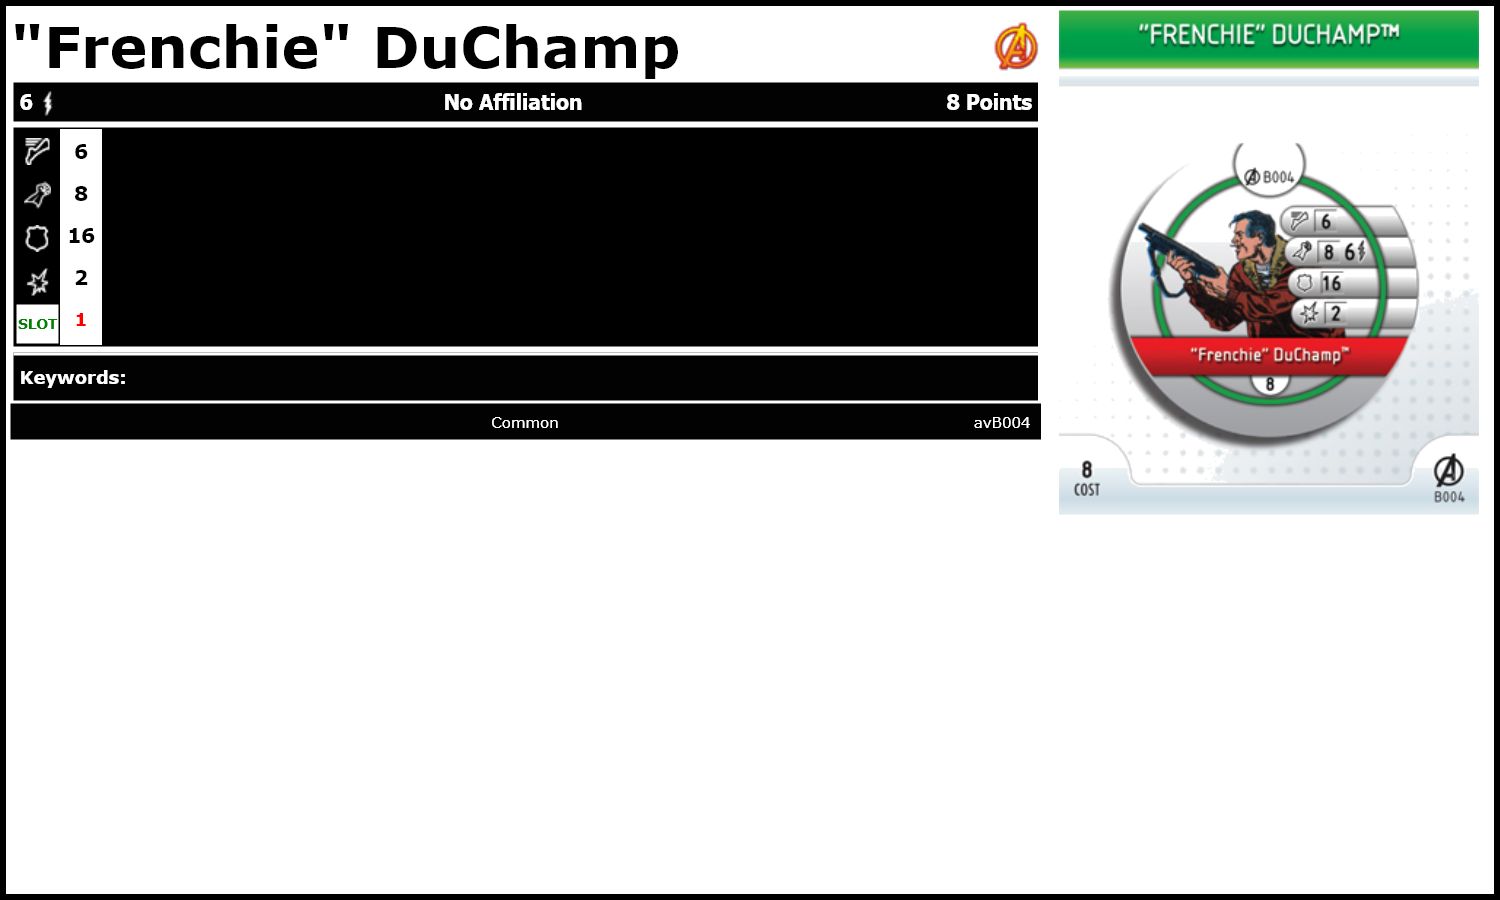 "Frenchie" DuChamp
6 No Affiliation 8 Points
6
8
16
2
SLOT 1
Keywords:
Common avB004
"FRENCHIE" DUCHAMP™
B004
6
8 6
16
2
"Frenchie" DuChamp™
8
8
COST
B004